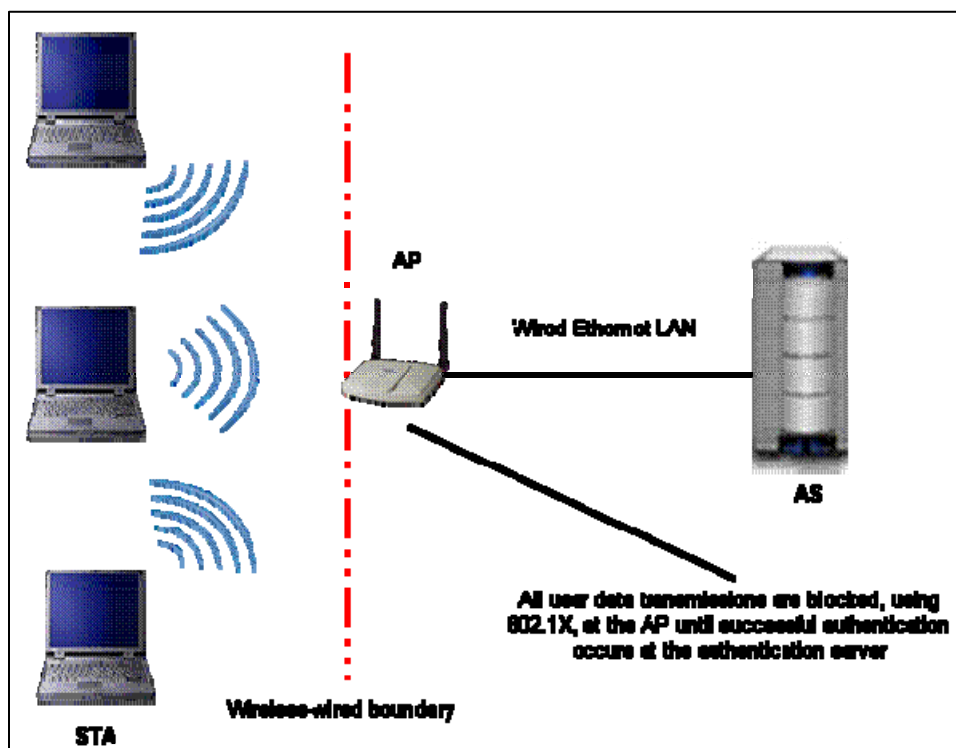 AP
Wired Ethernet LAN
AS
All user data transmissions are blocked, using
802.1X, at the AP until successful authentication
occurs at the authentication server
Wireless-wired boundary
STA